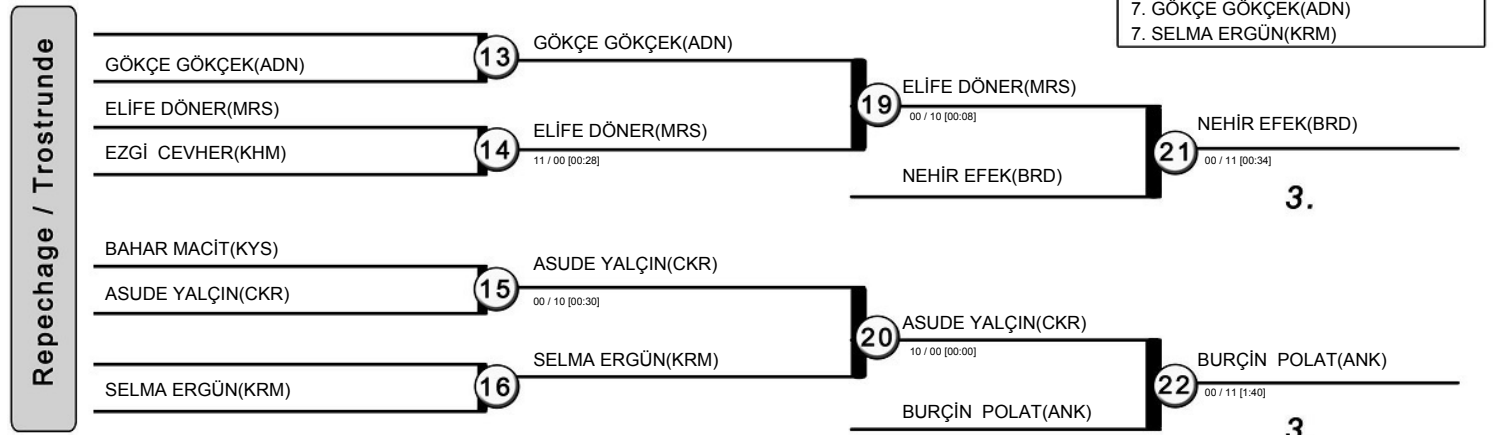 7. GÖKÇE GÖKÇEK(ADN)
7. SELMA ERGÜN(KRM)
Repechage / Trostrunde
GÖKÇE GÖKÇEK(ADN)
13
GÖKÇE GÖKÇEK(ADN)
ELİFE DÖNER(MRS)
EZGİ CEVHER(KHM)
14
ELİFE DÖNER(MRS)
11 / 00 [00:28]
19
ELİFE DÖNER(MRS)
00 / 10 [00:08]
NEHİR EFEK(BRD)
21
NEHİR EFEK(BRD)
00 / 11 [00:34]
3.
BAHAR MACİT(KYS)
ASUDE YALÇIN(CKR)
15
ASUDE YALÇIN(CKR)
00 / 10 [00:30]
SELMA ERGÜN(KRM)
16
SELMA ERGÜN(KRM)
20
ASUDE YALÇIN(CKR)
10 / 00 [00:00]
BURÇİN POLAT(ANK)
22
BURÇİN POLAT(ANK)
00 / 11 [1:40]
3